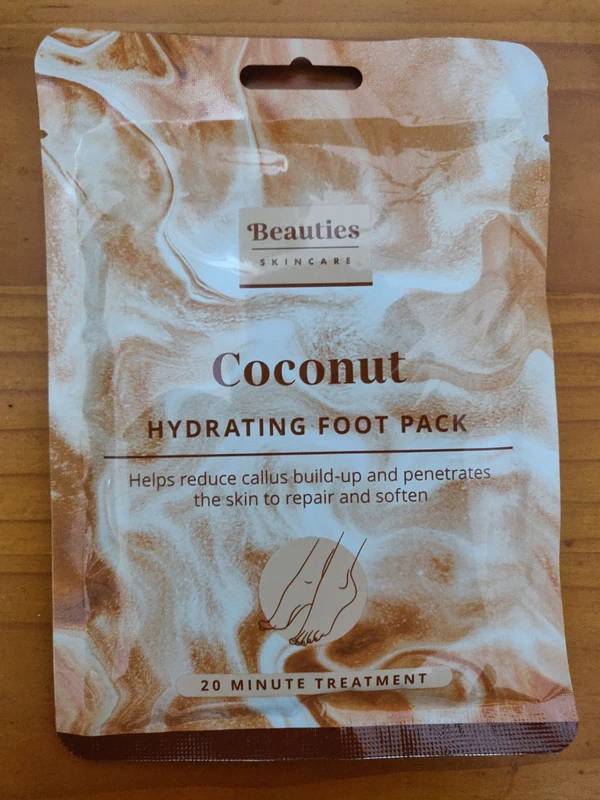 Beauties
SKINCARE
Coconut
HYDRATING FOOT PACK
Helps reduce callus build-up and penetrates
the skin to repair and soften
20 MINUTE TREATMENT